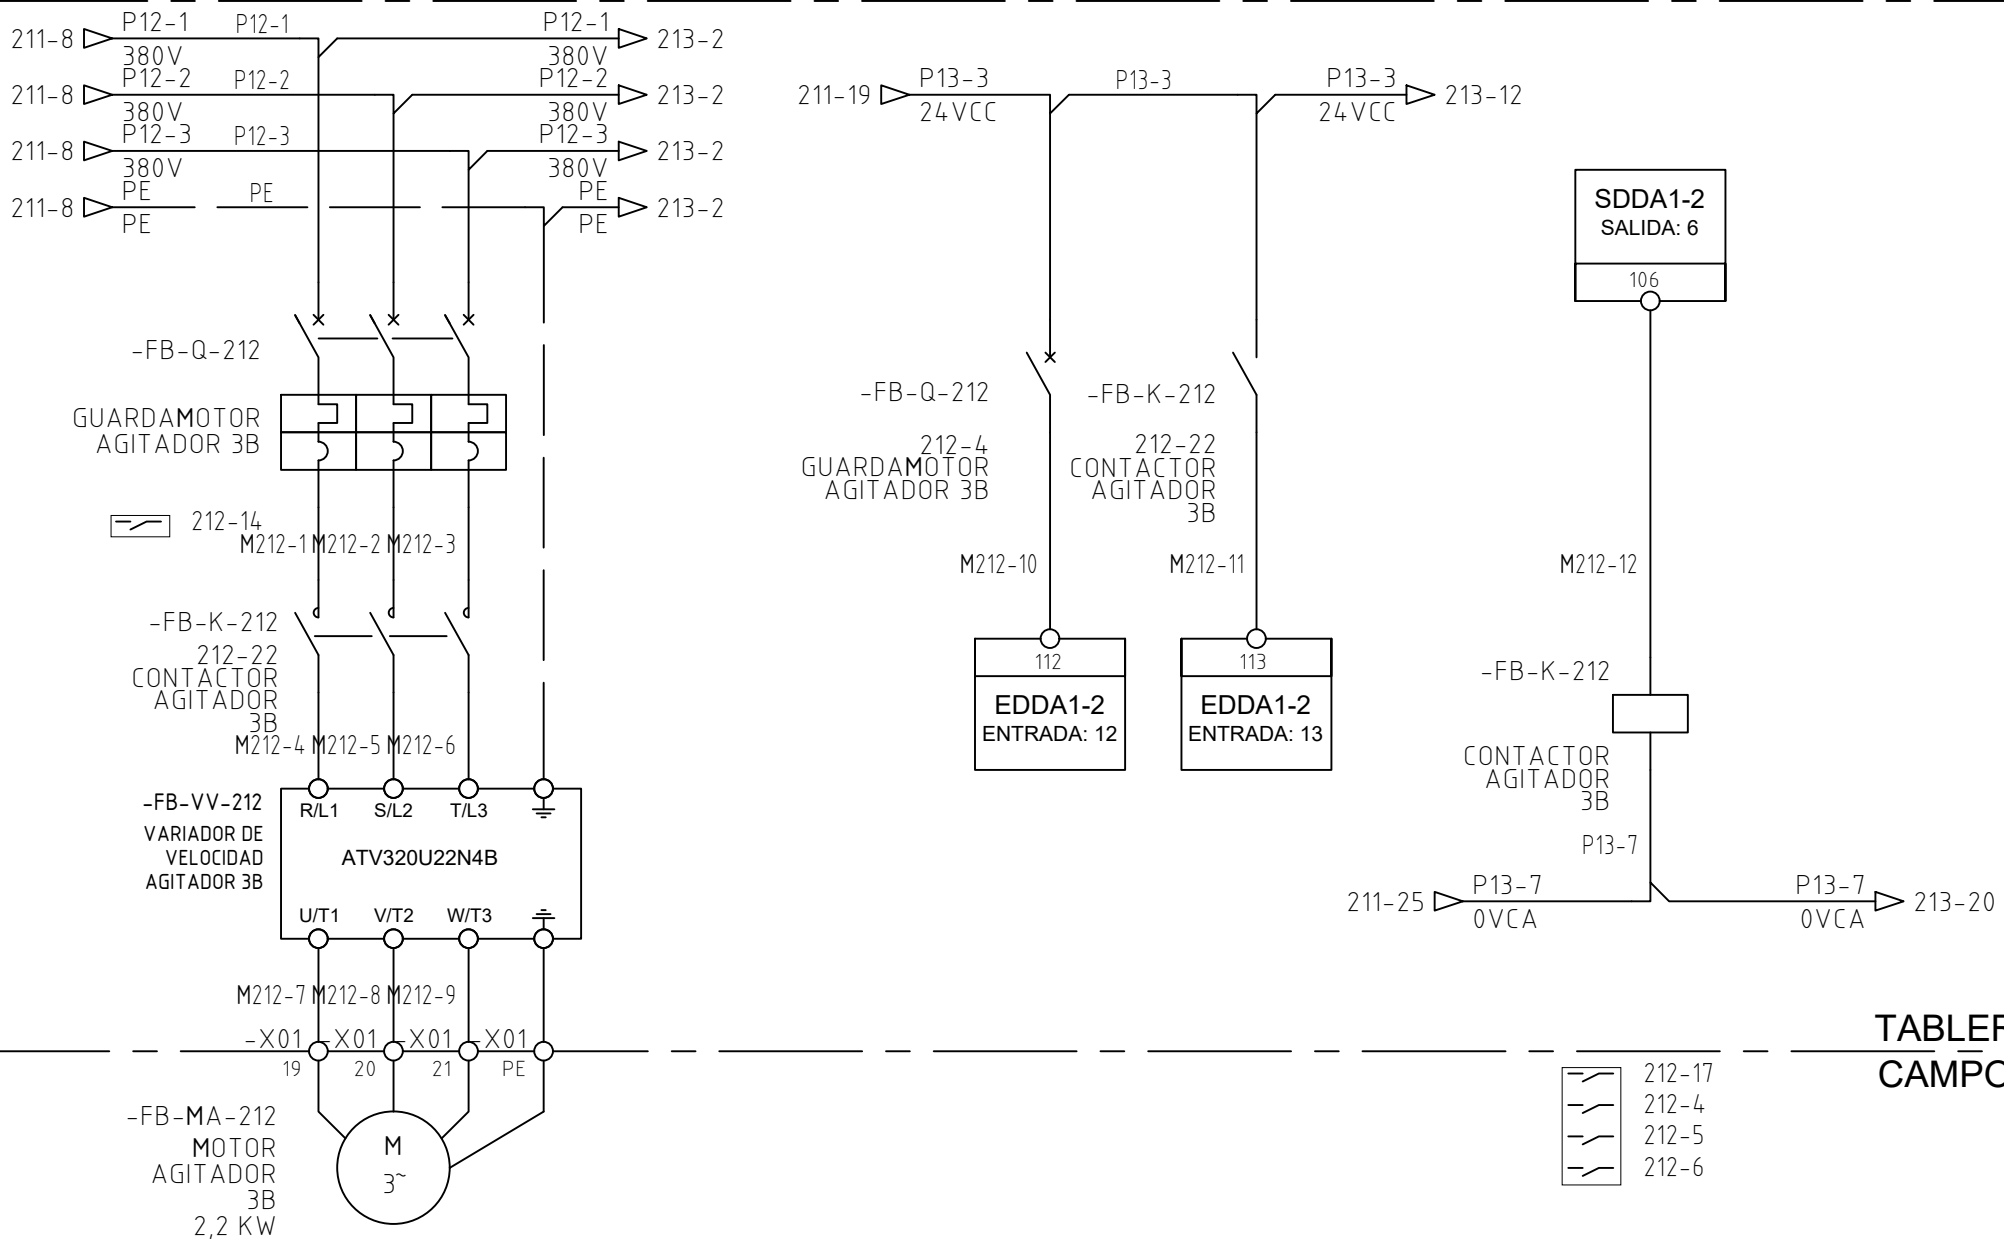 211-8 P12-1 P12-1 P12-1 213-2
380V 380V
211-8 P12-2 P12-2 P12-2 213-2
380V 380V
211-8 P12-3 P12-3 P12-3 213-2
380V 380V
211-8 PE PE PE 213-2
PE PE
-FB-Q-212
GUARDAMOTOR
AGITADOR 3B
212-14
M212-1 M212-2 M212-3
-FB-K-212
212-22
CONTACTOR
AGITADOR
3B
M212-4 M212-5 M212-6
-FB-VV-212
VARIADOR DE
VELOCIDAD
AGITADOR 3B
R/L1 S/L2 T/L3
ATV320U22N4B
U/T1 V/T2 W/T3
M212-7 M212-8 M212-9
-X01 -X01 -X01 -X01
19 20 21 PE
-FB-MA-212
MOTOR
AGITADOR
3B
2,2 KW
M
3~
211-19 P13-3 P13-3 P13-3 213-12
24VCC 24VCC
-FB-Q-212
212-4
GUARDAMOTOR
AGITADOR 3B
M212-10
112
EDDA1-2
ENTRADA: 12
-FB-K-212
212-22
CONTACTOR
AGITADOR
3B
M212-11
113
EDDA1-2
ENTRADA: 13
SDDA1-2
SALIDA: 6
106
M212-12
-FB-K-212
CONTACTOR
AGITADOR
3B
P13-7
211-25 P13-7 P13-7 213-20
0VCA 0VCA
TABLER
CAMPO
212-17
212-4
212-5
212-6